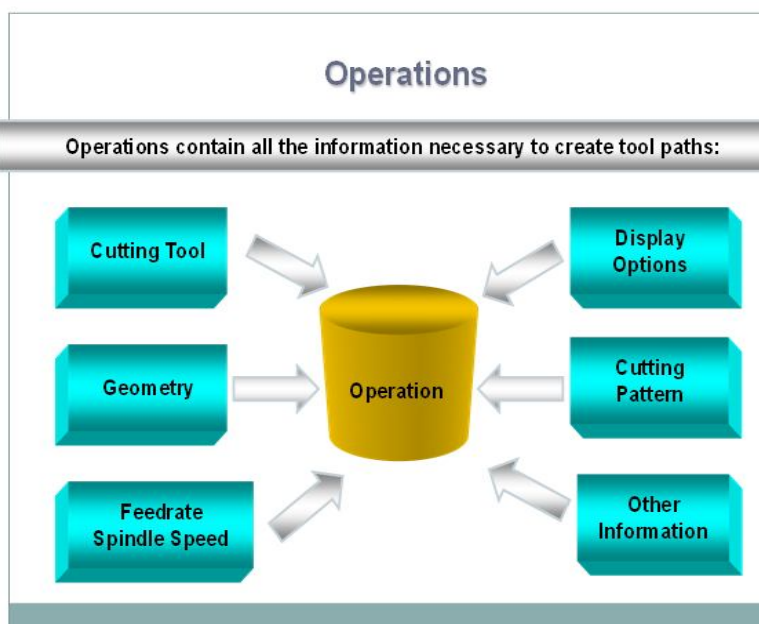 Operations
Operations contain all the information necessary to create tool paths:
Cutting Tool
Geometry
Feedrate
Spindle Speed
Operation
Display
Options
Cutting
Pattern
Other
Information